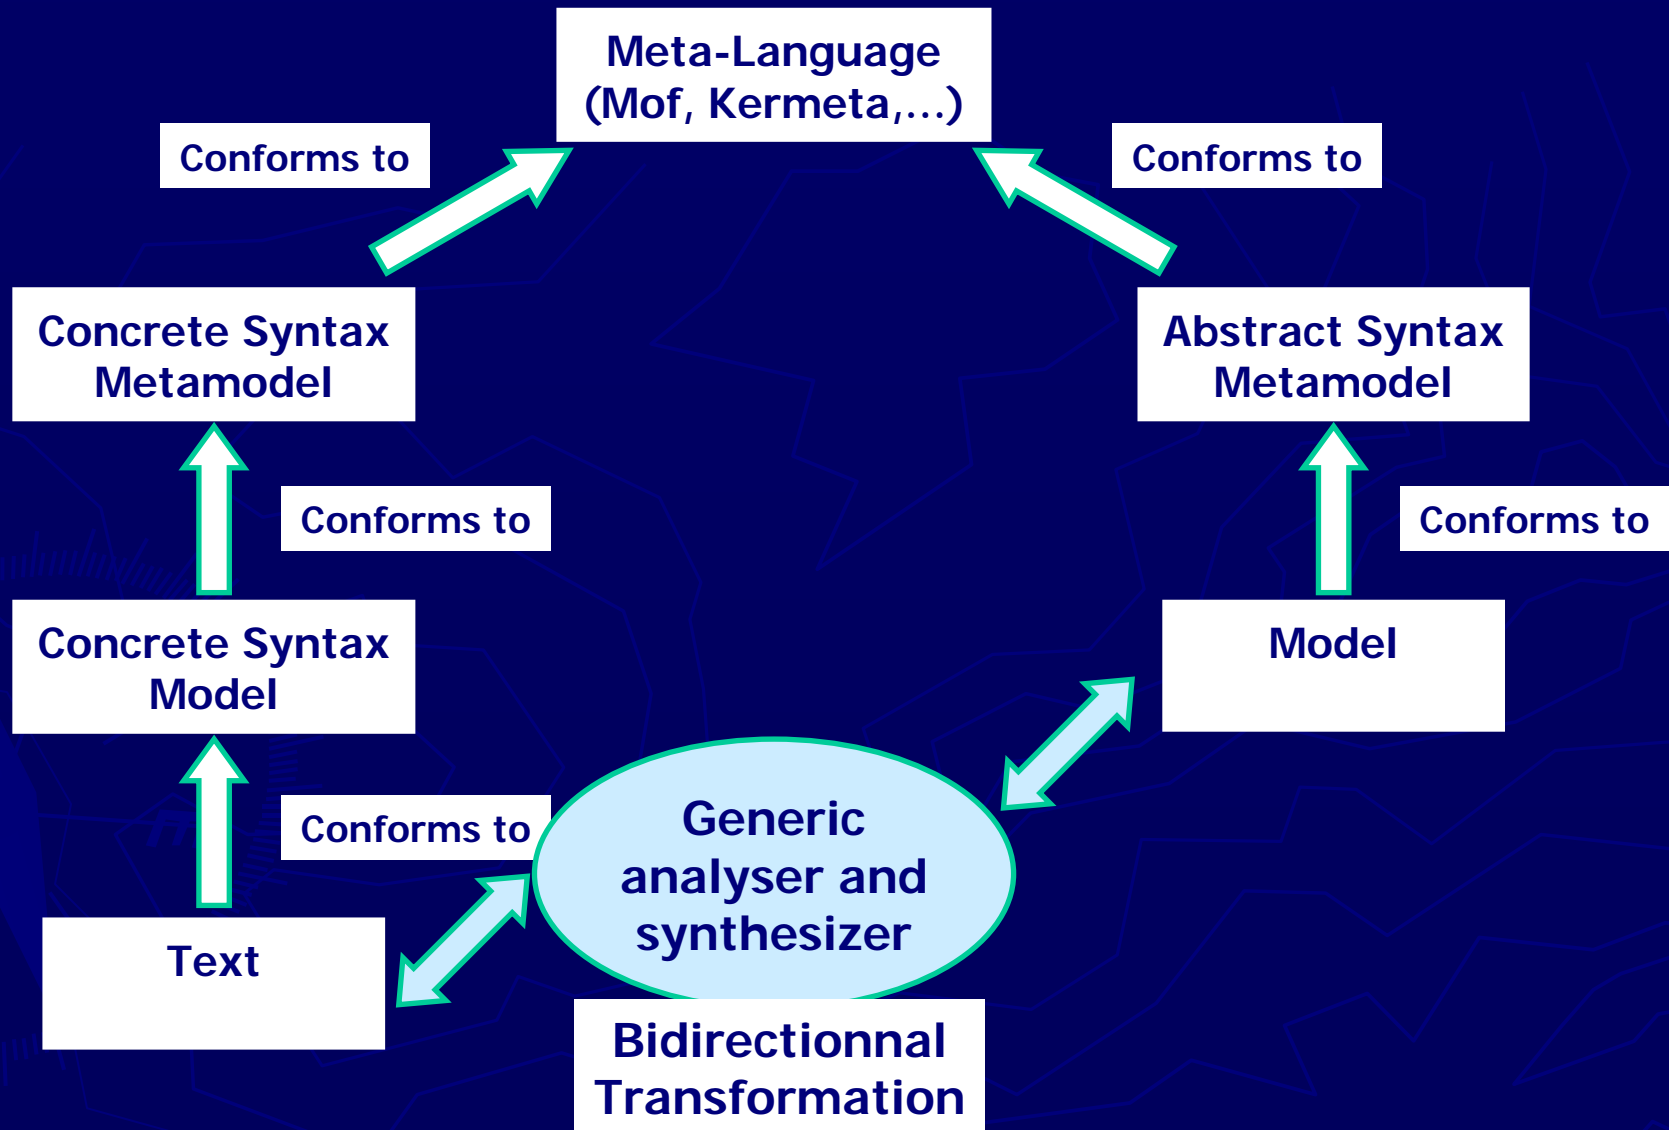 Meta-Language
(Mof, Kermeta,...)
Conforms to
Conforms to
Concrete Syntax
Metamodel
Abstract Syntax
Metamodel
Conforms to
Conforms to
Concrete Syntax
Model
Model
Conforms to
Generic
analyser and
synthesizer
Text
Bidirectionnal
Transformation